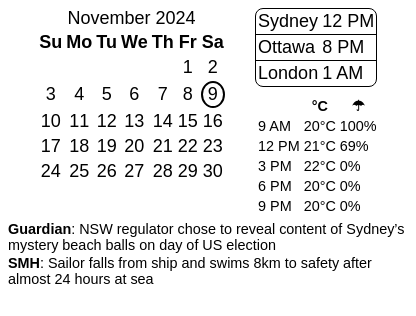 November 2024
Su Mo Tu We Th Fr Sa
1 2
3 4 5 6 7 8 9
10 11 12 13 14 15 16
17 18 19 20 21 22 23
24 25 26 27 28 29 30
Sydney 12 PM
Ottawa 8 PM
London 1 AM
°C ☂
9 AM 20°C 100%
12 PM 21°C 69%
3 PM 22°C 0%
6 PM 20°C 0%
9 PM 20°C 0%
Guardian: NSW regulator chose to reveal content of Sydney's
mystery beach balls on day of US election
SMH: Sailor falls from ship and swims 8km to safety after
almost 24 hours at sea